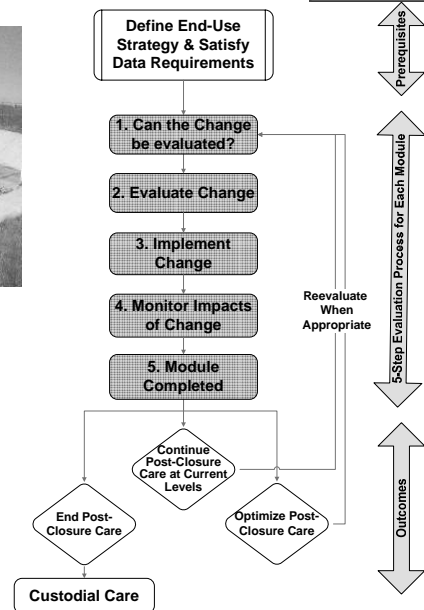 Define End-Use
Strategy & Satisfy
Data Requirements
Prerequisites
1. Can the Change
be evaluated?
2. Evaluate Change
3. Implement
Change
4. Monitor Impacts
of Change
5. Module
Completed
Reevaluate
When
Appropriate
5-Step Evaluation Process for Each Module
Continue
Post-Closure
Care at Current
Levels
End Post-
Closure Care
Optimize Post-
Closure Care
Outcomes
Custodial Care